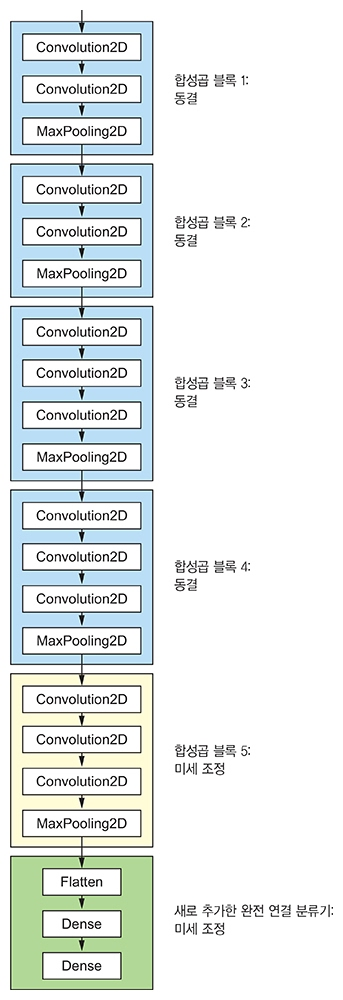 Convolution2D
Convolution2D
MaxPooling2D
합성곱 블록 1:
동결
Convolution2D
Convolution2D
MaxPooling2D
합성곱 블록 2:
동결
Convolution2D
Convolution2D
Convolution2D
MaxPooling2D
합성곱 블록 3:
동결
Convolution2D
Convolution2D
Convolution2D
MaxPooling2D
합성곱 블록 4:
동결
Convolution2D
Convolution2D
Convolution2D
MaxPooling2D
합성곱 블록 5:
미세 조정
Flatten
Dense
Dense
새로 추가한 완전 연결 분류기:
미세 조정